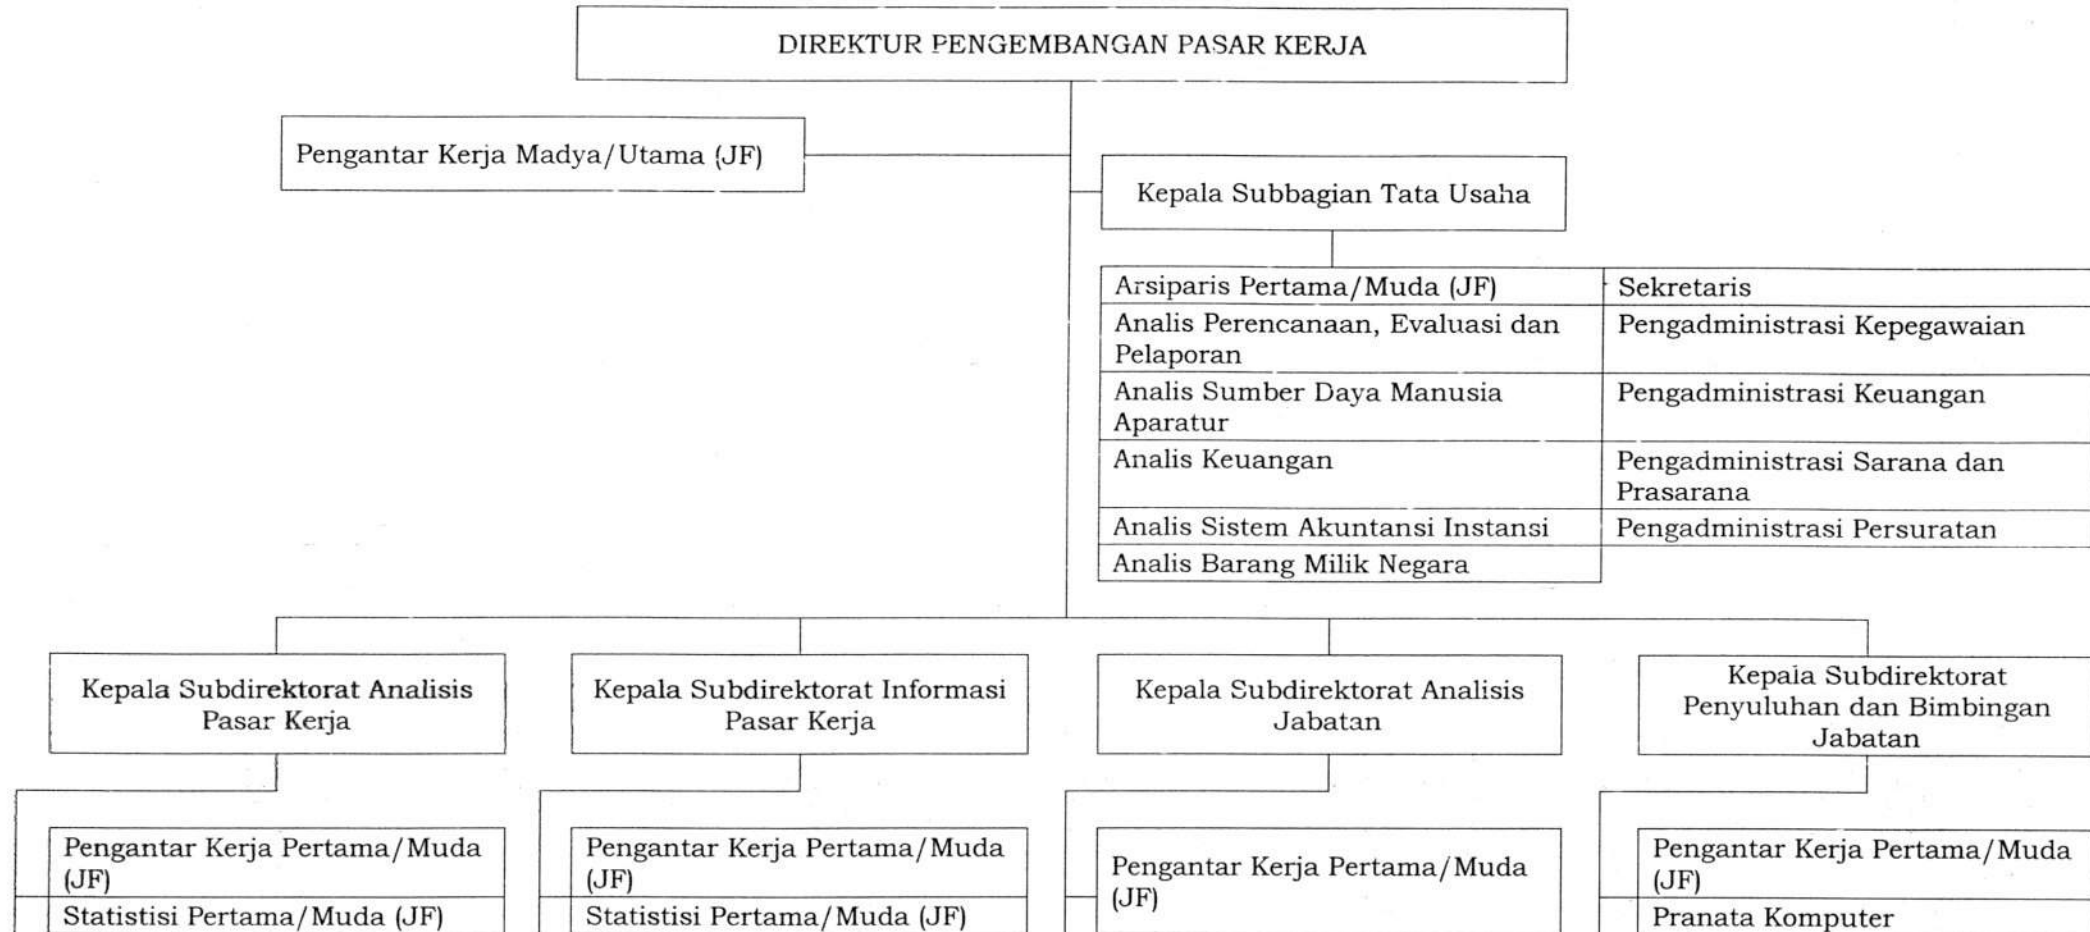 DIREKTUR PENGEMBANGAN PASAR KERJA
Pengantar Kerja Madya/Utama (JF)
Kepala Subbagian Tata Usaha
Arsiparis Pertama/Muda (JF)
Sekretaris
Analis Perencanaan, Evaluasi dan
Pelaporan
Pengadministrasi Kepegawaian
Analis Sumber Daya Manusia
Aparatur
Pengadministrasi Keuangan
Analis Keuangan
Pengadministrasi Sarana dan
Prasarana
Analis Sistem Akuntansi Instansi
Pengadministrasi Persuratan
Analis Barang Milik Negara
Kepala Subdirektorat Analisis
Pasar Kerja
Kepala Subdirektorat Informasi
Pasar Kerja
Kepala Subdirektorat Analisis
Jabatan
Kepala Subdirektorat
Penyuluhan dan Bimbingan
Jabatan
Pengantar Kerja Pertama/Muda
(JF)
Statistisi Pertama/Muda (JF)
Pengantar Kerja Pertama/Muda
(JF)
Statistisi Pertama/Muda (JF)
Pengantar Kerja Pertama/Muda
(JF)
Pengantar Kerja Pertama/Muda
(JF)
Pranata Komputer